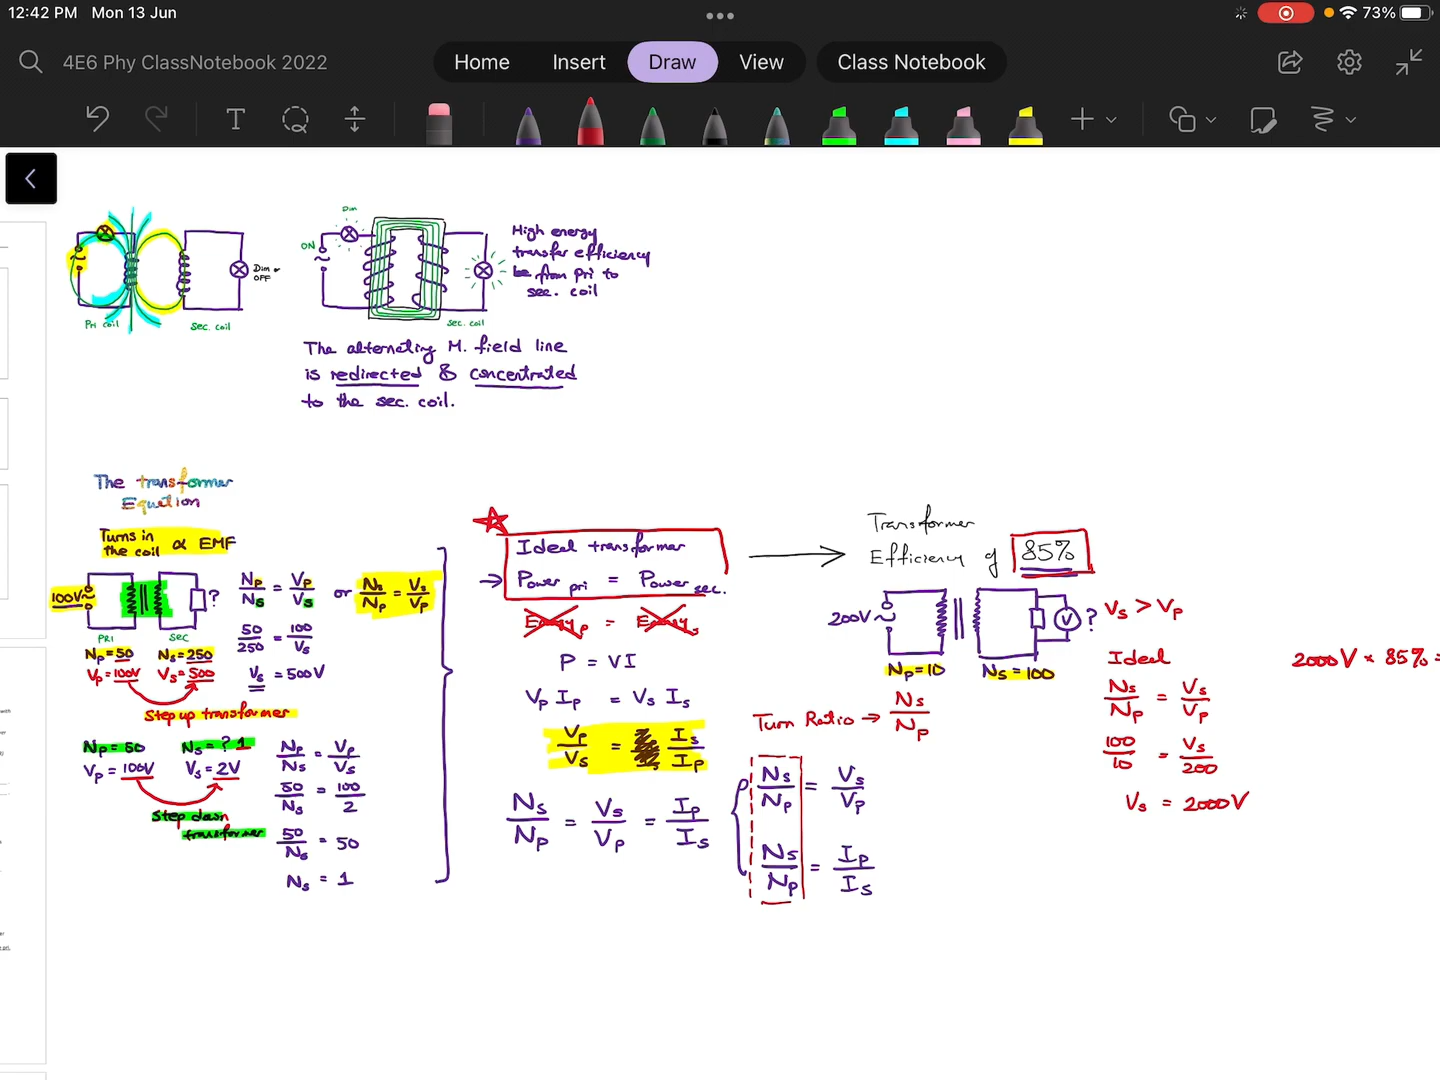 12:42 PM Mon 13 Jun
73%
4E6 Phy ClassNotebook 2022
Home Insert Draw View Class Notebook
Dim or
OFF
Pri coil
Sec. coil
Dim
ON
sec. coil
High energy
transfer efficiency
from Pri to
sec. coil
The alternating M. field line
is redirected & concentrated
to the sec. coil.
The transformer
Equation
Turns in
the coil α EMF
100V
?
PRI SEC
Np = 50 Ns = 250
Vp = 100V Vs = 500
Step up transformer
Np/Ns = Vp/Vs or Ns/Np = Vs/Vp
50/250 = 100/Vs
Vs = 500V
Np = 50 Ns = ? 1
Vp = 100V Vs = 2V
Step down
transformer
Np/Ns = Vp/Vs
50/Ns = 100/2
50/Ns = 50
Ns = 1
Ideal transformer
→ Power pri = Power sec.
Energy p = Energy s
P = VI
Vp Ip = Vs Is
Vp/Vs = Is/Ip
Ns/Np = Vs/Vp = Ip/Is
Transformer
Efficiency of 85%
200V
V ?
Np = 10 Ns = 100
Turn Ratio → Ns/Np
Ns/Np = Vs/Vp
Ns/Np = Ip/Is
Vs > Vp
Ideal
Ns/Np = Vs/Vp
100/10 = Vs/200
Vs = 2000V
2000V × 85% =